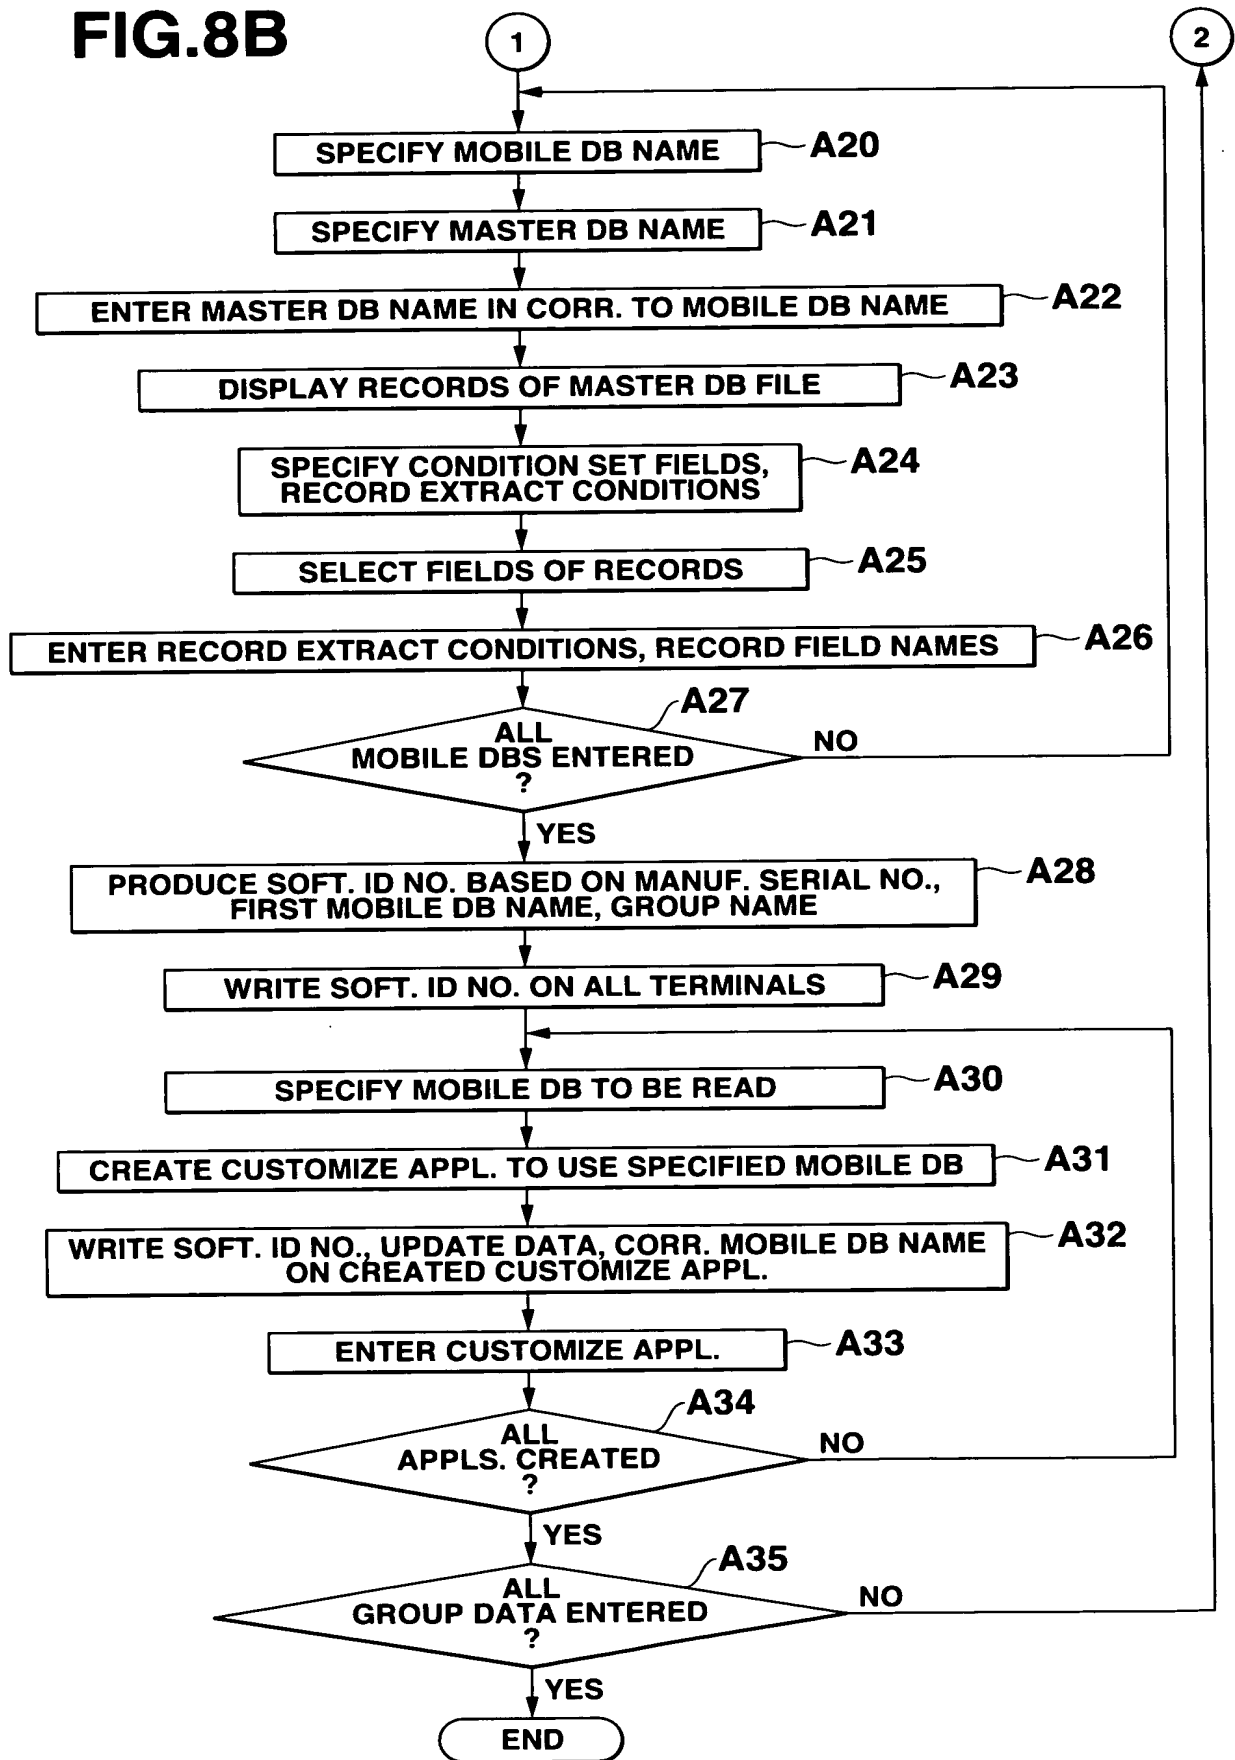 FIG.8B
1
2
SPECIFY MOBILE DB NAME
A20
SPECIFY MASTER DB NAME
A21
ENTER MASTER DB NAME IN CORR. TO MOBILE DB NAME
A22
DISPLAY RECORDS OF MASTER DB FILE
A23
SPECIFY CONDITION SET FIELDS,
RECORD EXTRACT CONDITIONS
A24
SELECT FIELDS OF RECORDS
A25
ENTER RECORD EXTRACT CONDITIONS, RECORD FIELD NAMES
A26
A27
ALL
MOBILE DBS ENTERED
?
NO
YES
PRODUCE SOFT. ID NO. BASED ON MANUF. SERIAL NO.,
FIRST MOBILE DB NAME, GROUP NAME
A28
WRITE SOFT. ID NO. ON ALL TERMINALS
A29
SPECIFY MOBILE DB TO BE READ
A30
CREATE CUSTOMIZE APPL. TO USE SPECIFIED MOBILE DB
A31
WRITE SOFT. ID NO., UPDATE DATA, CORR. MOBILE DB NAME
ON CREATED CUSTOMIZE APPL.
A32
ENTER CUSTOMIZE APPL.
A33
A34
ALL
APPLS. CREATED
?
NO
YES
A35
ALL
GROUP DATA ENTERED
?
NO
YES
END